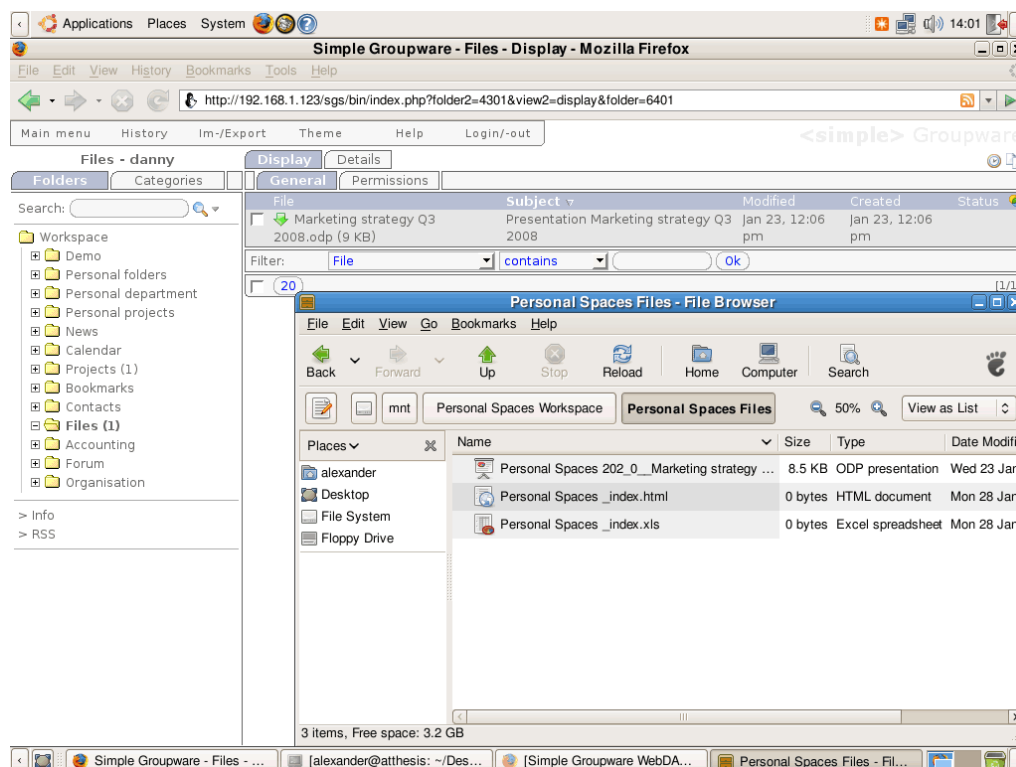 Applications Places System 14:01
Simple Groupware - Files - Display - Mozilla Firefox
File Edit View History Bookmarks Tools Help
http://192.168.1.123/sgs/bin/index.php?folder2=4301&view2=display&folder=6401
Main menu History Im-/Export Theme Help Login/-out
<simple> Groupware
Files - danny
Display Details
Folders Categories
General Permissions
Search:
File Subject Modified Created Status
Marketing strategy Q3 2008.odp (9 KB)
Presentation Marketing strategy Q3 2008
Jan 23, 12:06 pm
Jan 23, 12:06 pm
Filter: File contains Ok
20
[1/1
Workspace
Demo
Personal folders
Personal department
Personal projects
News
Calendar
Projects (1)
Bookmarks
Contacts
Files (1)
Accounting
Forum
Organisation
> Info
> RSS
Personal Spaces Files - File Browser
File Edit View Go Bookmarks Help
Back Forward Up Stop Reload Home Computer Search
mnt Personal Spaces Workspace Personal Spaces Files 50% View as List
Places
alexander
Desktop
File System
Floppy Drive
Name Size Type Date Modifi
Personal Spaces 202_0__Marketing strategy ... 8.5 KB ODP presentation Wed 23 Jan
Personal Spaces _index.html 0 bytes HTML document Mon 28 Jan
Personal Spaces _index.xls 0 bytes Excel spreadsheet Mon 28 Jan
3 items, Free space: 3.2 GB
Simple Groupware - Files - ... [alexander@atthesis: ~/Des... [Simple Groupware WebDA... Personal Spaces Files - Fil...